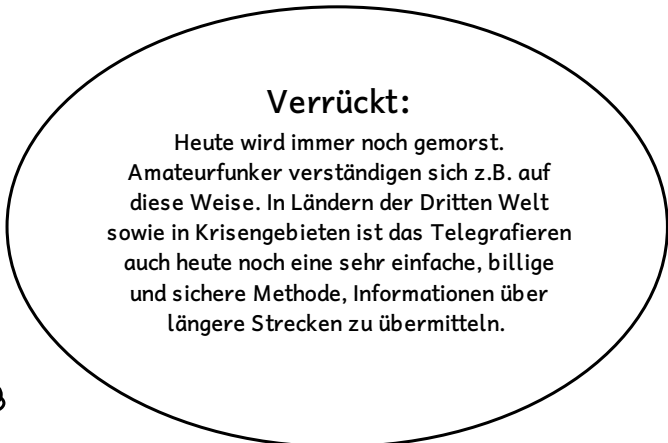 Verrückt:
Heute wird immer noch gemorst.
Amateurfunker verständigen sich z.B. auf
diese Weise. In Ländern der Dritten Welt
sowie in Krisengebieten ist das Telegrafieren
auch heute noch eine sehr einfache, billige
und sichere Methode, Informationen über
längere Strecken zu übermitteln.